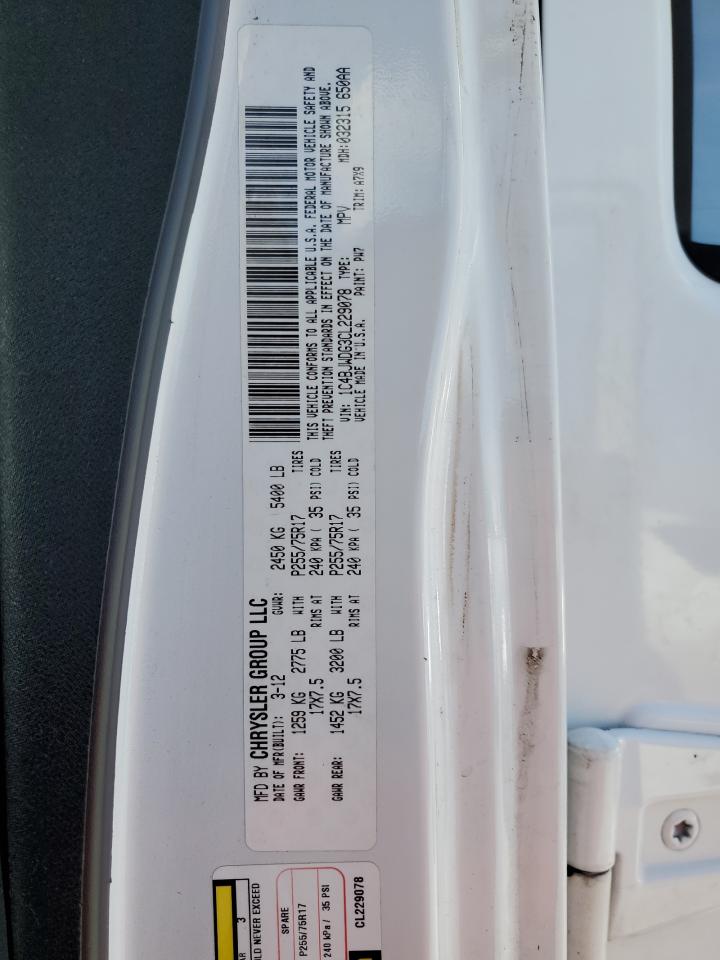 MFD BY CHRYSLER GROUP LLC
DATE OF MFR(BUILT): 3-12 GVWR: 2450 KG 5400 LB
GAWR FRONT: 1259 KG 2775 LB WITH P255/75R17 TIRES
17X7.5 RIMS AT 240 KPA ( 35 PSI) COLD
GAWR REAR: 1452 KG 3200 LB WITH P255/75R17 TIRES
17X7.5 RIMS AT 240 KPA ( 35 PSI) COLD
THIS VEHICLE CONFORMS TO ALL APPLICABLE U.S.A. FEDERAL MOTOR VEHICLE SAFETY AND
THEFT PREVENTION STANDARDS IN EFFECT ON THE DATE OF MANUFACTURE SHOWN ABOVE.
VIN: 1C4BJWDG3CL229078 TYPE: MPV MDH:032315 650AA
VEHICLE MADE IN U.S.A. PAINT: PW7 TRIM: A7X9
3
NEVER EXCEED
SPARE
P255/75R17
240 kPa / 35 PSI
CL229078